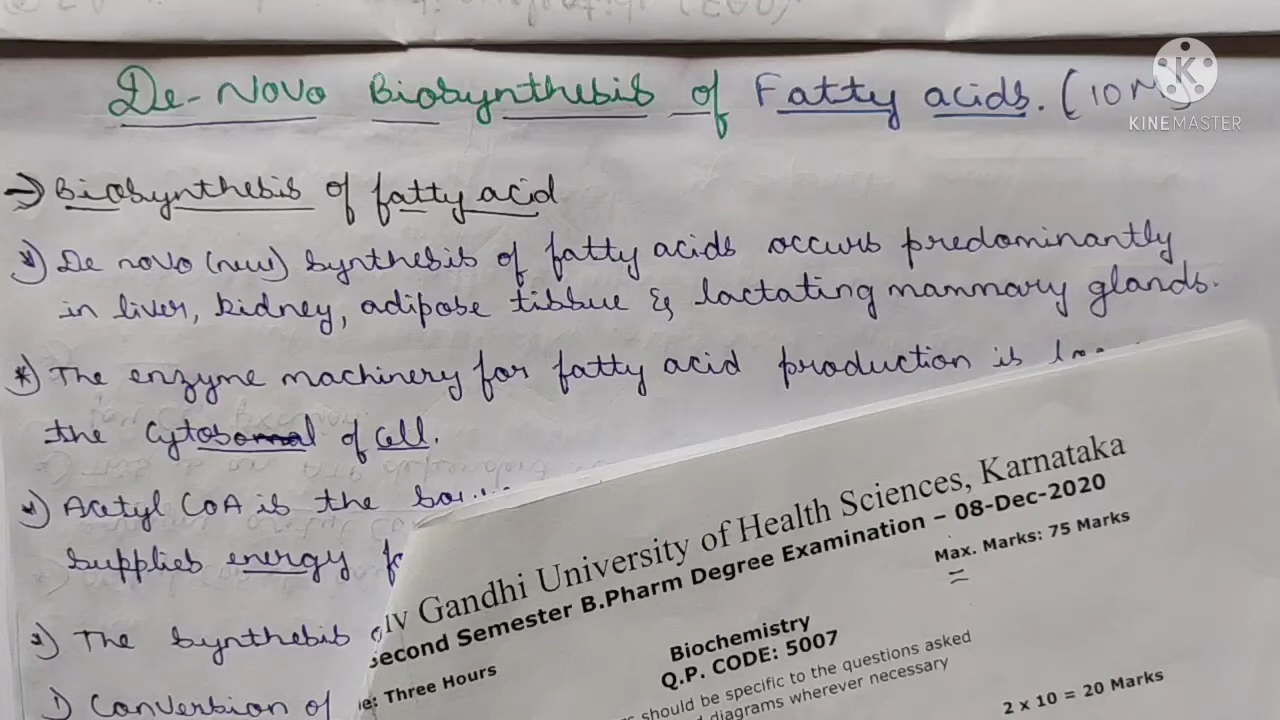 De-Novo Biosynthesis of Fatty acids. (10M)
KINEMASTER
→ Biosynthesis of fatty acid
*) De novo (new) synthesis of fatty acids occurs predominantly
in liver, kidney, adipose tissue & lactating mammary glands.
*) The enzyme machinery for fatty acid production is
the of cell.
*) Acetyl CoA is the
supplies energy
*) The synthesis
1) Conversion of
Gandhi University of Health Sciences, Karnataka
Second Semester B.Pharm Degree Examination – 08-Dec-2020
Max. Marks: 75 Marks
Biochemistry
Q.P. CODE: 5007
Three Hours
should be specific to the questions asked
diagrams wherever necessary
2 x 10 = 20 Marks